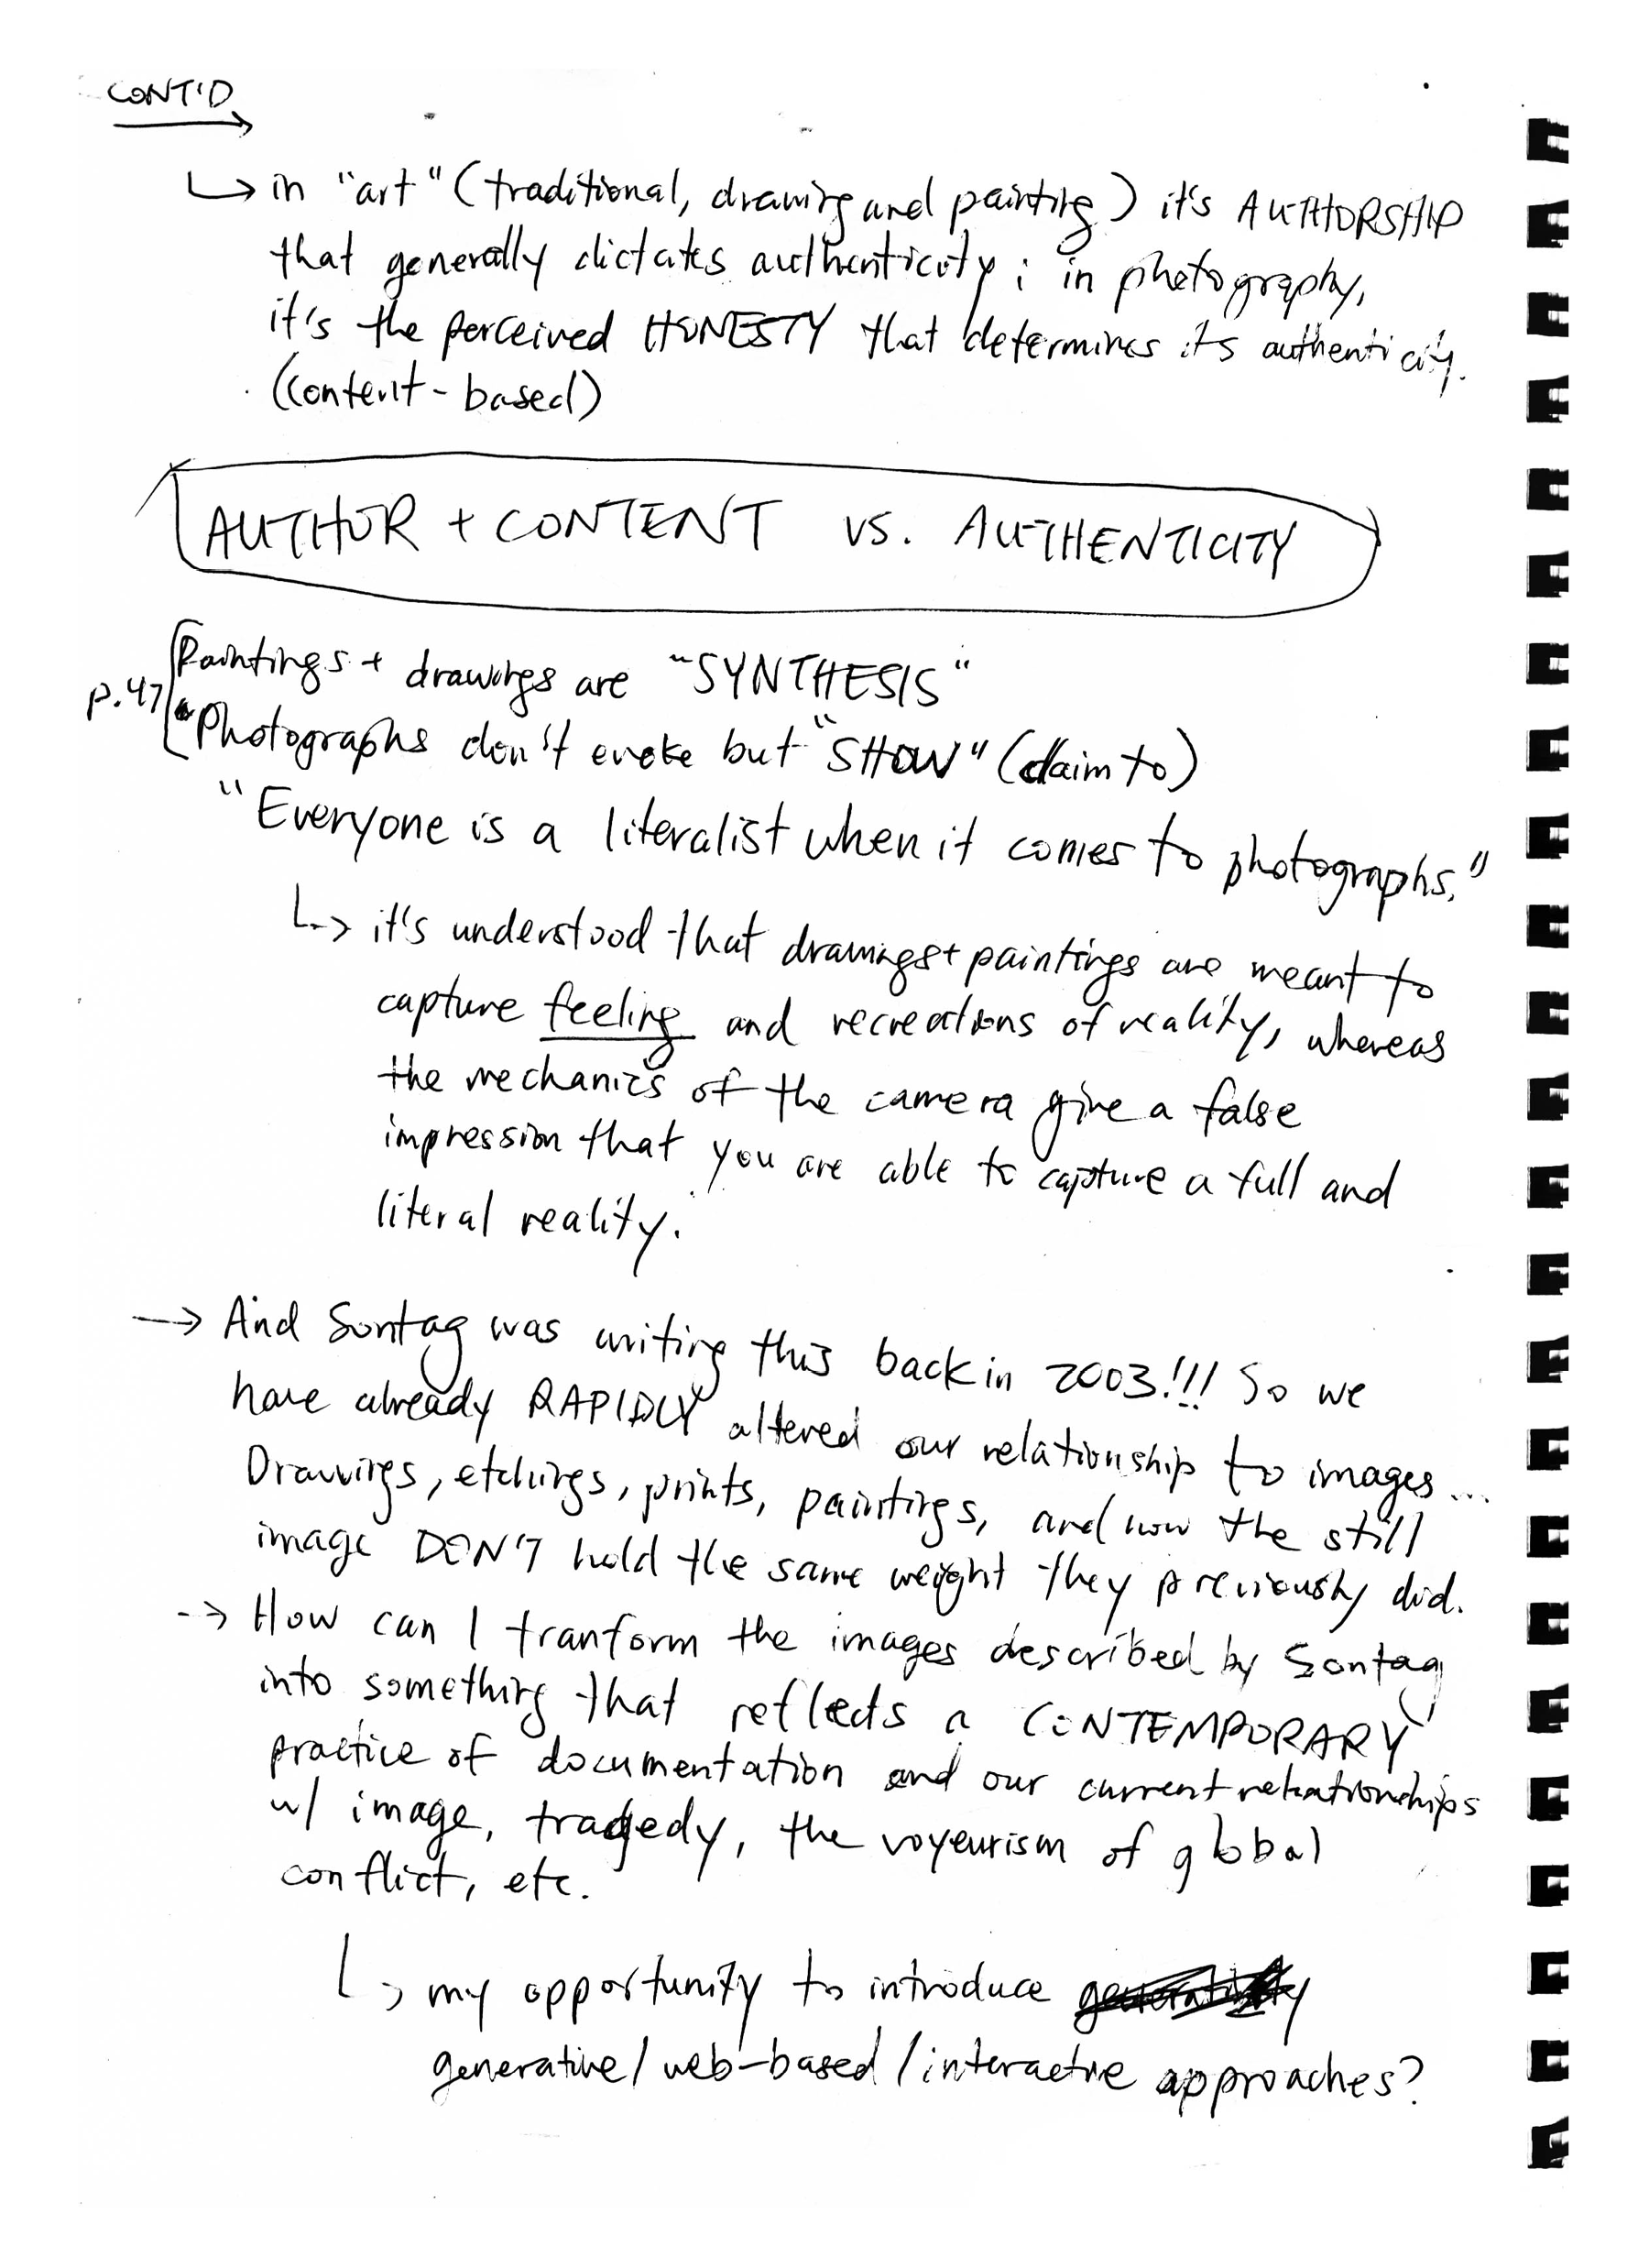 CONT'D
↳ in "art" (traditional, drawing and painting) it's AUTHORSHIP
that generally dictates authenticity; in photography,
it's the perceived HONESTY that determines its authenticity.
(content-based)
AUTHOR + CONTENT vs. AUTHENTICITY
Paintings + drawings are "SYNTHESIS"
p.47
Photographs don't evoke but "SHOW" (claim to)
"Everyone is a literalist when it comes to photographs."
↳ it's understood that drawings + paintings are meant to
capture feeling and recreations of reality, whereas
the mechanics of the camera give a false
impression that you are able to capture a full and
literal reality.
→ And Sontag was writing this back in 2003!!! So we
have already RAPIDLY altered our relationship to images...
Drawings, etchings, prints, paintings, and now the still
image DON'T hold the same weight they previously did.
→ How can I tranform the images described by Sontag
into something that reflects a CONTEMPORARY
practice of documentation and our current relationships
w/ image, tragedy, the voyeurism of global
conflict, etc.
↳ my opportunity to introduce
generative / web-based / interactive approaches?